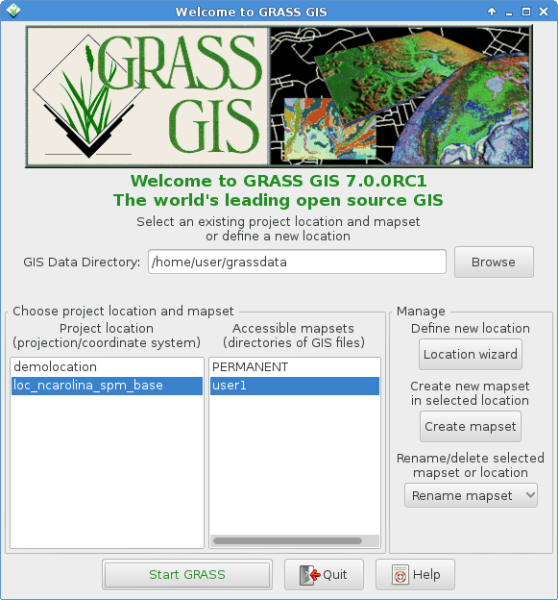 Welcome to GRASS GIS
GRASS
GIS
Welcome to GRASS GIS 7.0.0RC1
The world's leading open source GIS
Select an existing project location and mapset
or define a new location
GIS Data Directory: /home/user/grassdata Browse
Choose project location and mapset
Project location
(projection/coordinate system)
demolocation
loc_ncarolina_spm_base
Accessible mapsets
(directories of GIS files)
PERMANENT
user1
Manage
Define new location
Location wizard
Create new mapset
in selected location
Create mapset
Rename/delete selected
mapset or location
Rename mapset
Start GRASS Quit Help